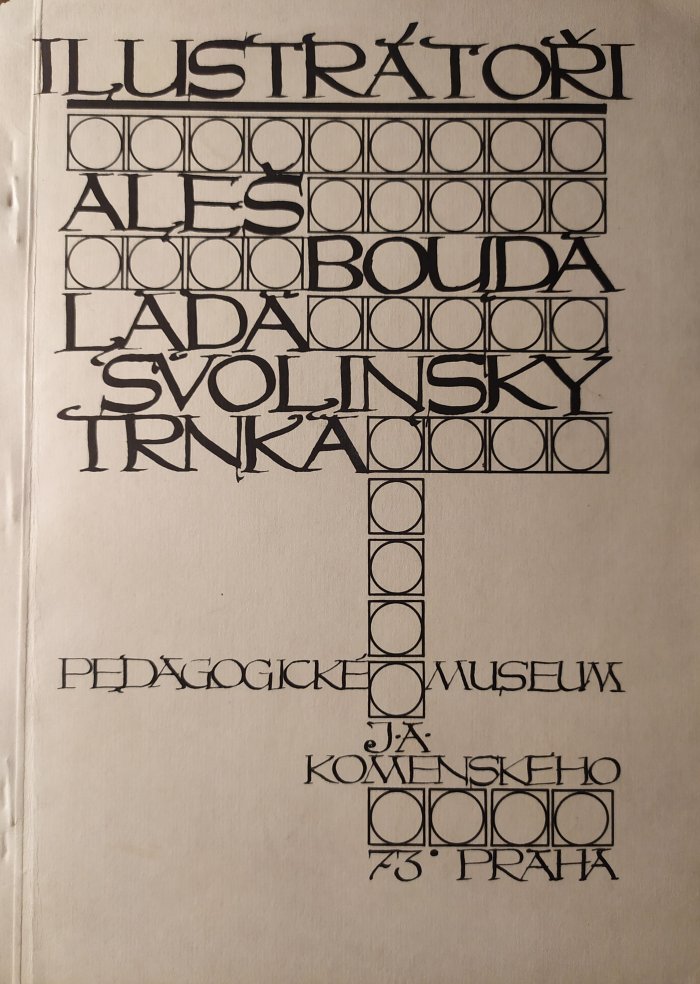 ILUSTRÁTOŘI
ALEŠ
BOUDA
LADA
SVOLINSKÝ
TRNKA
PEDAGOGICKÉ MUSEUM
J·A·
KOMENSKÉHO
73· PRAHA